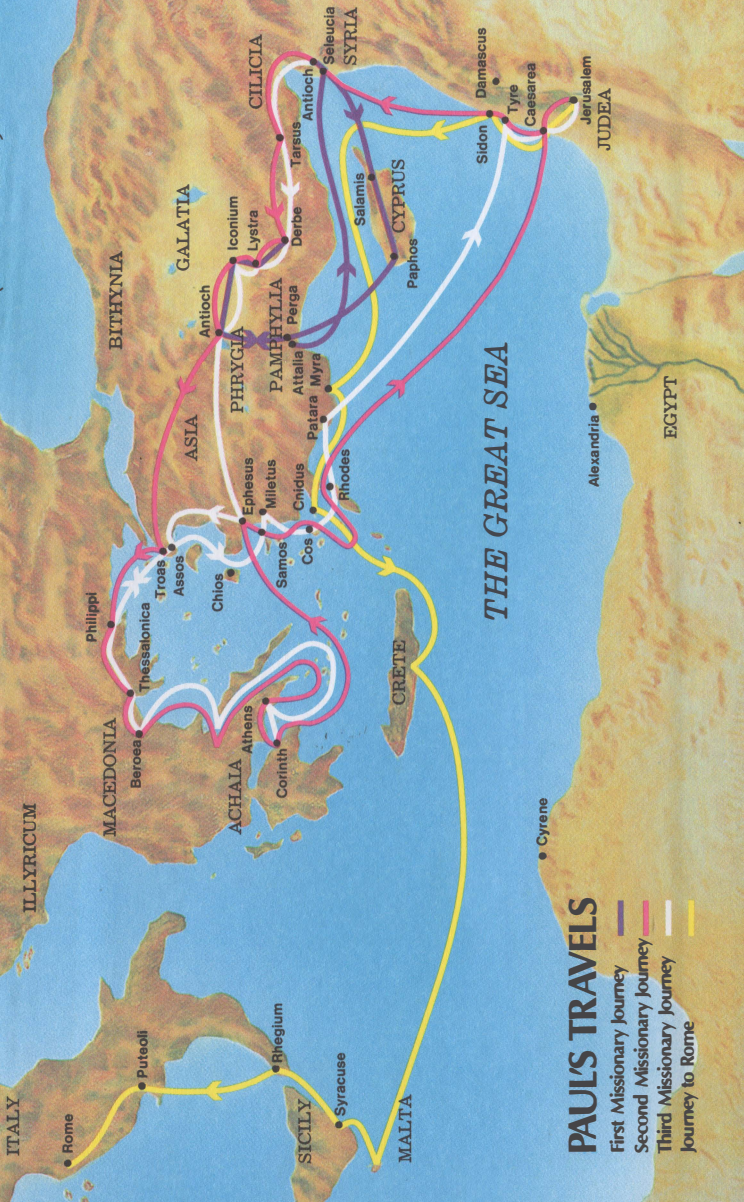 ITALY
Rome
Puteoli
Rhegium
SICILY
Syracuse
MALTA
ILLYRICUM
MACEDONIA
Beroea
Thessalonica
Philippi
ACHAIA
Athens
Corinth
CRETE
Troas
Assos
Chios
Samos
Ephesus
Miletus
Cos
Cnidus
Rhodes
Patara
Myra
Attalia
Perga
PAMPHYLIA
ASIA
PHRYGIA
BITHYNIA
GALATIA
Antioch
Iconium
Lystra
Derbe
CILICIA
Tarsus
Antioch
Seleucia
SYRIA
CYPRUS
Salamis
Paphos
Damascus
Sidon
Tyre
Caesarea
Jerusalem
JUDEA
THE GREAT SEA
EGYPT
Alexandria
Cyrene
PAUL'S TRAVELS
First Missionary Journey
Second Missionary Journey
Third Missionary Journey
Journey to Rome